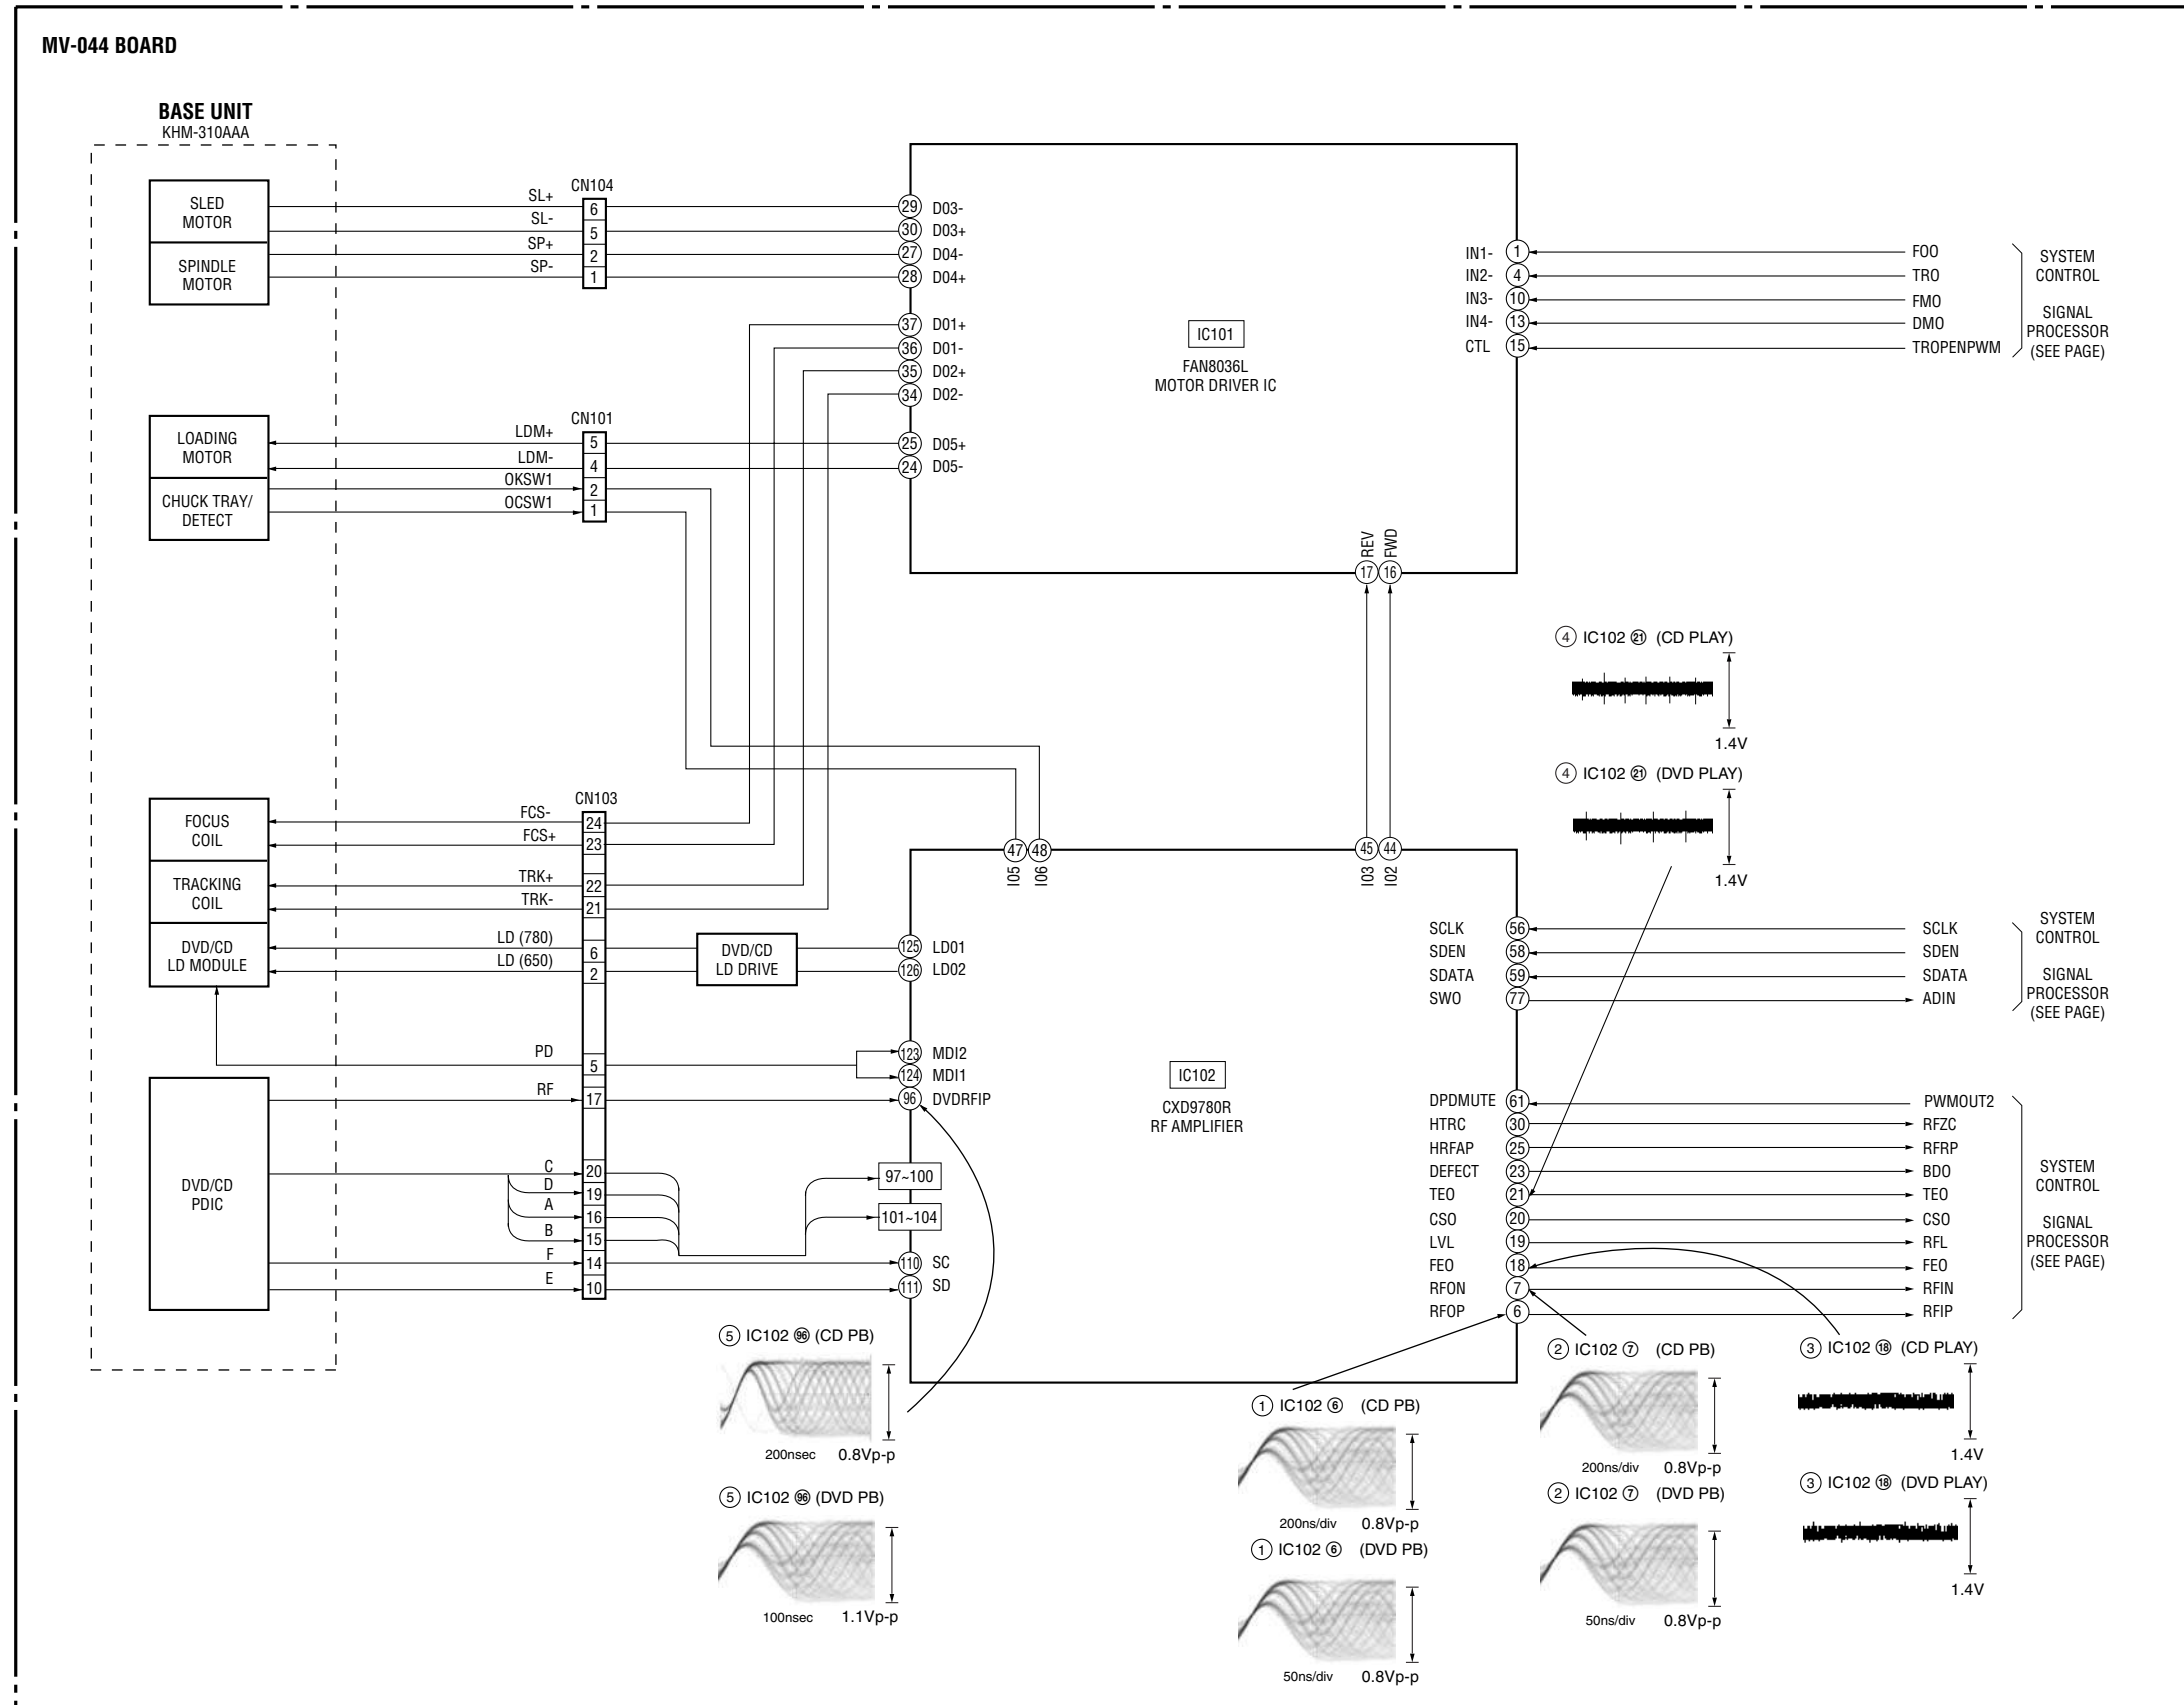 MV-044 BOARD
BASE UNIT
KHM-310AAA
SLED
MOTOR
SPINDLE
MOTOR
SL+
SL-
SP+
SP-
CN104
6
5
2
1
29 D03-
30 D03+
27 D04-
28 D04+
37 D01+
36 D01-
35 D02+
34 D02-
25 D05+
24 D05-
IC101
FAN8036L
MOTOR DRIVER IC
IN1- 1 FOO
IN2- 4 TRO
IN3- 10 FMO
IN4- 13 DMO
CTL 15 TROPENPWM
SYSTEM
CONTROL
SIGNAL
PROCESSOR
(SEE PAGE)
LOADING
MOTOR
CHUCK TRAY/
DETECT
LDM+
LDM-
OKSW1
OCSW1
CN101
5
4
2
1
REV
FWD
17
16
4 IC102 21 (CD PLAY)
1.4V
4 IC102 21 (DVD PLAY)
1.4V
FOCUS
COIL
TRACKING
COIL
DVD/CD
LD MODULE
FCS-
FCS+
TRK+
TRK-
LD (780)
LD (650)
CN103
24
23
22
21
6
2
DVD/CD
LD DRIVE
47
48
I05
I06
45
44
I03
I02
125 LD01
126 LD02
PD
5
123 MDI2
124 MDI1
RF
17
96 DVDRFIP
DVD/CD
PDIC
C
20
D
19
A
16
B
15
F
14
E
10
97~100
101~104
110 SC
111 SD
IC102
CXD9780R
RF AMPLIFIER
SCLK 56 SCLK
SDEN 58 SDEN
SDATA 59 SDATA
SWO 77 ADIN
SYSTEM
CONTROL
SIGNAL
PROCESSOR
(SEE PAGE)
DPDMUTE 61 PWMOUT2
HTRC 30 RFZC
HRFAP 25 RFRP
DEFECT 23 BDO
TEO 21 TEO
CSO 20 CSO
LVL 19 RFL
FEO 18 FEO
RFON 7 RFIN
RFOP 6 RFIP
SYSTEM
CONTROL
SIGNAL
PROCESSOR
(SEE PAGE)
5 IC102 96 (CD PB)
200nsec 0.8Vp-p
5 IC102 96 (DVD PB)
100nsec 1.1Vp-p
1 IC102 6 (CD PB)
200ns/div 0.8Vp-p
1 IC102 6 (DVD PB)
50ns/div 0.8Vp-p
2 IC102 7 (CD PB)
200ns/div 0.8Vp-p
2 IC102 7 (DVD PB)
50ns/div 0.8Vp-p
3 IC102 18 (CD PLAY)
1.4V
3 IC102 18 (DVD PLAY)
1.4V